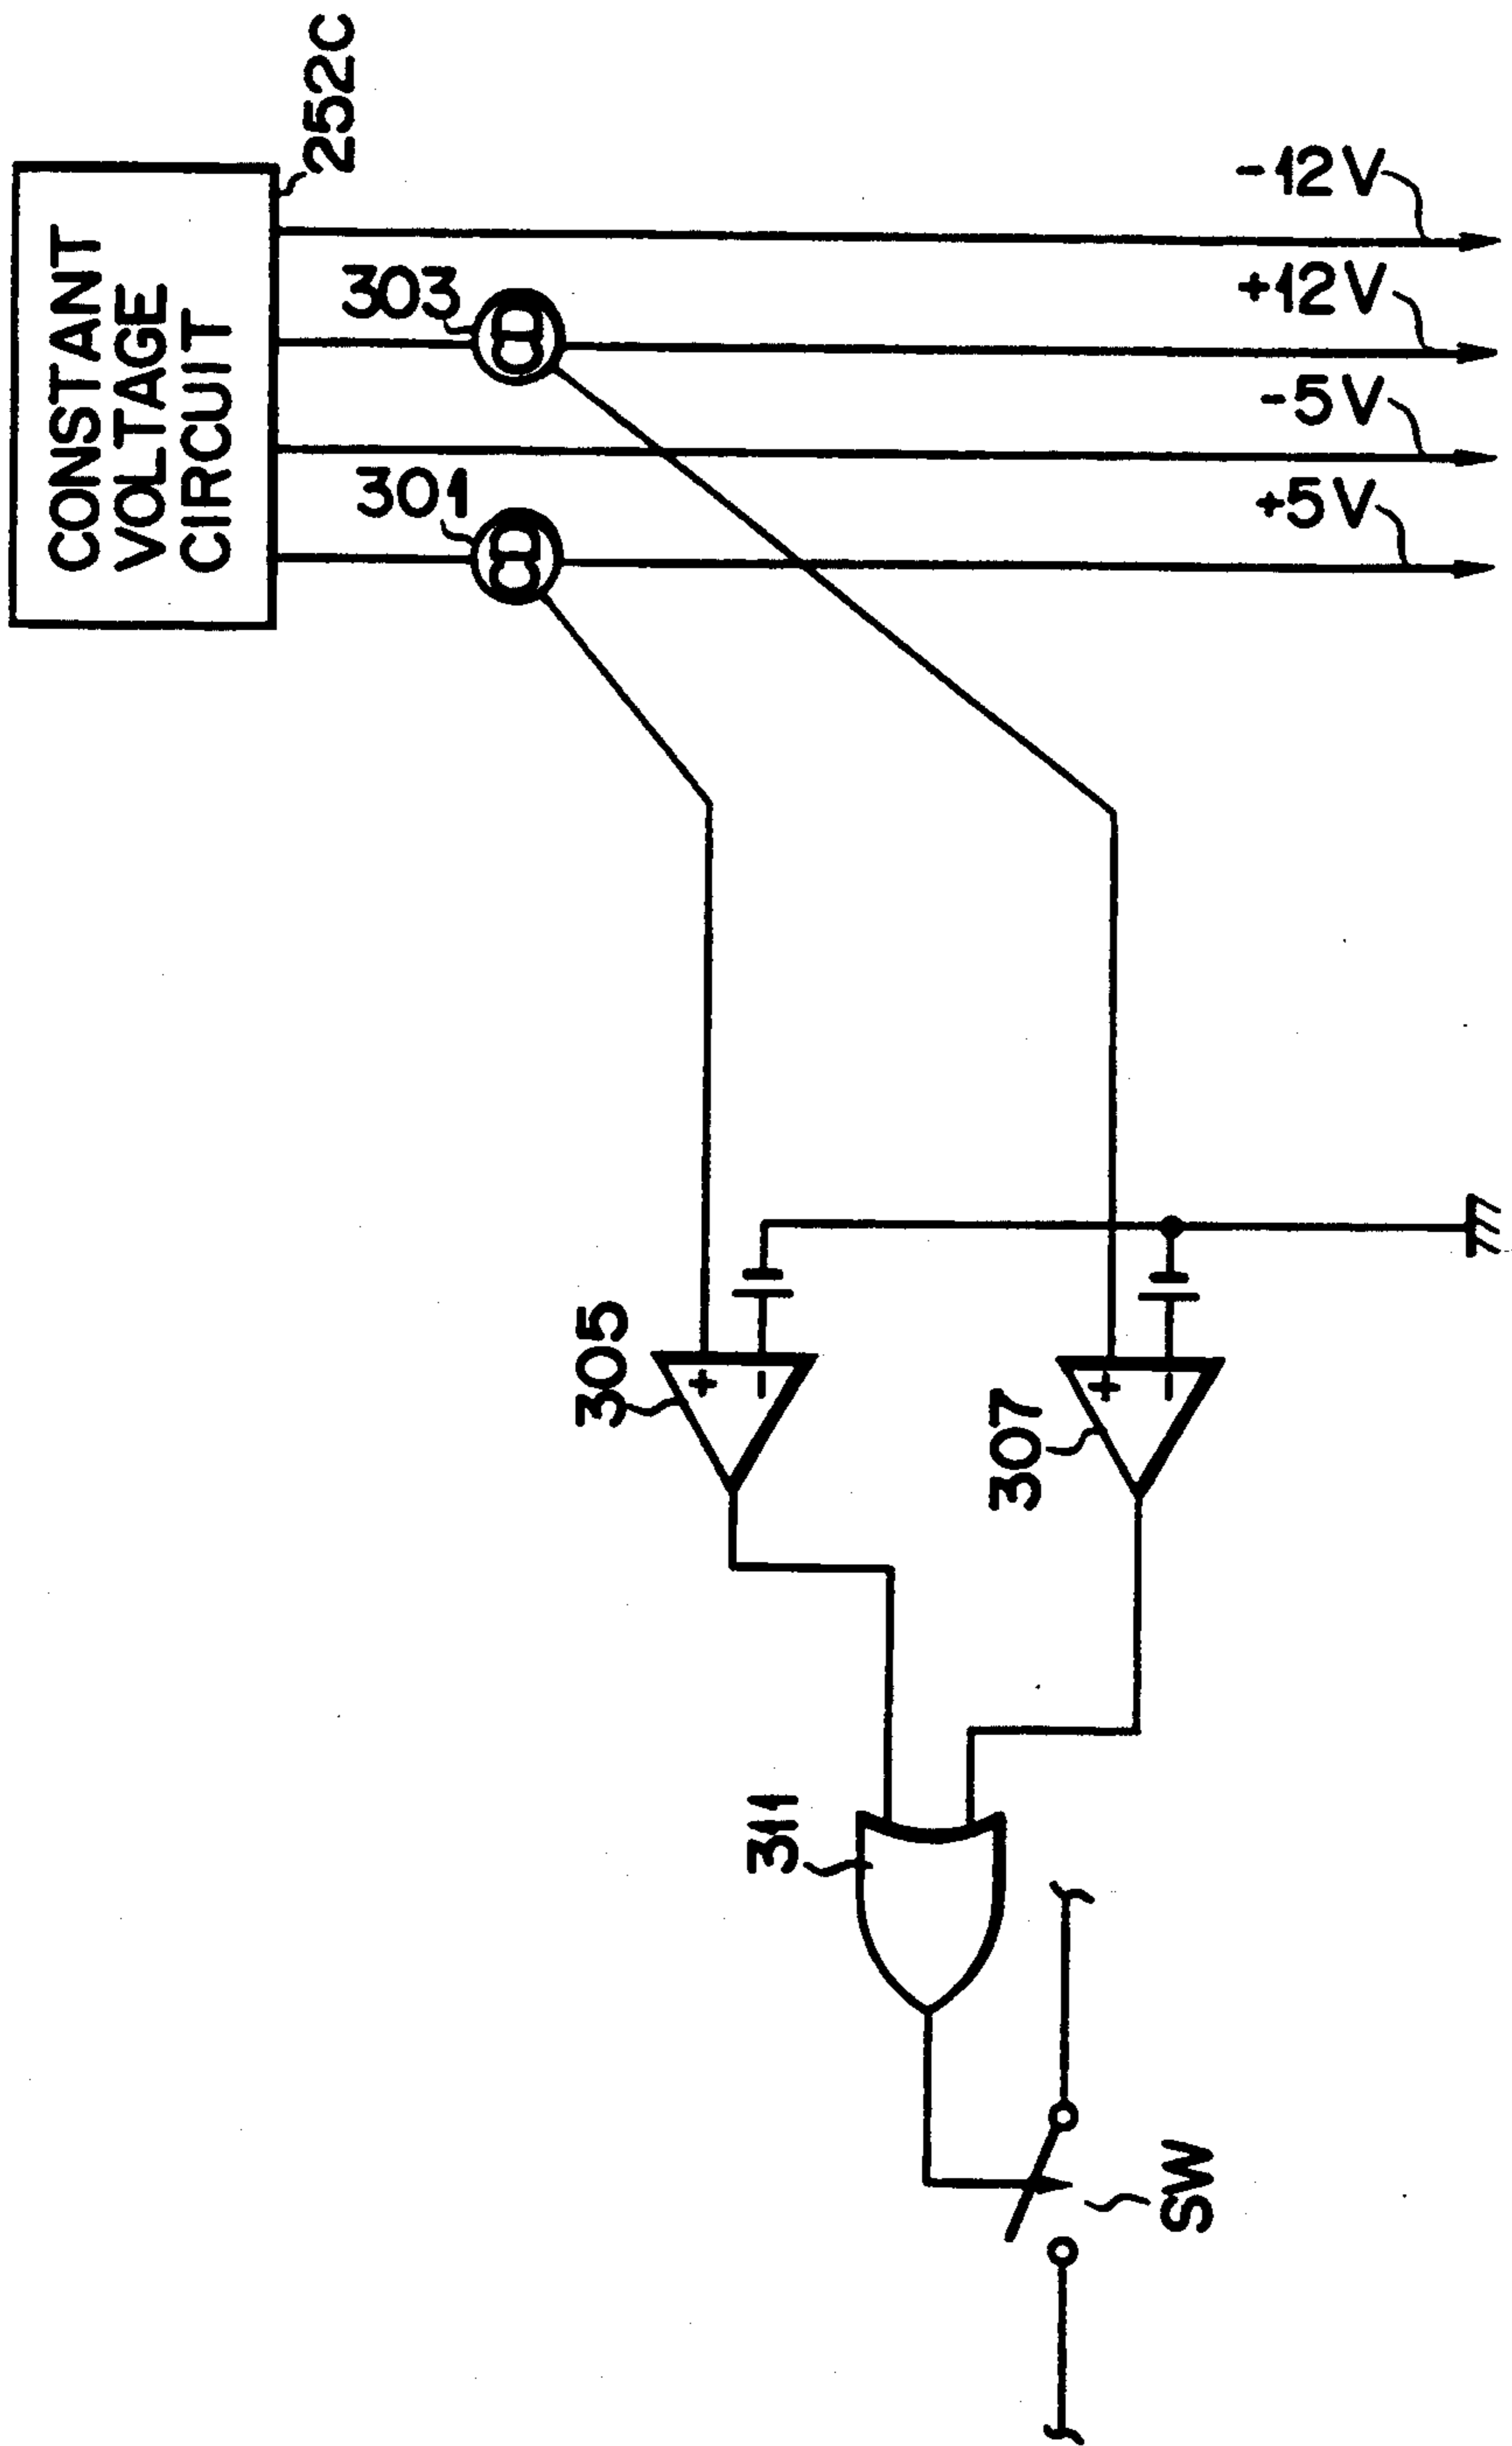 CONSTANT
VOLTAGE
CIRCUIT
252C
303
301
-12V
+12V
-5V
+5V
305
+
-
307
+
-
311
SW